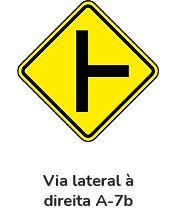 Via lateral à
direita A-7b